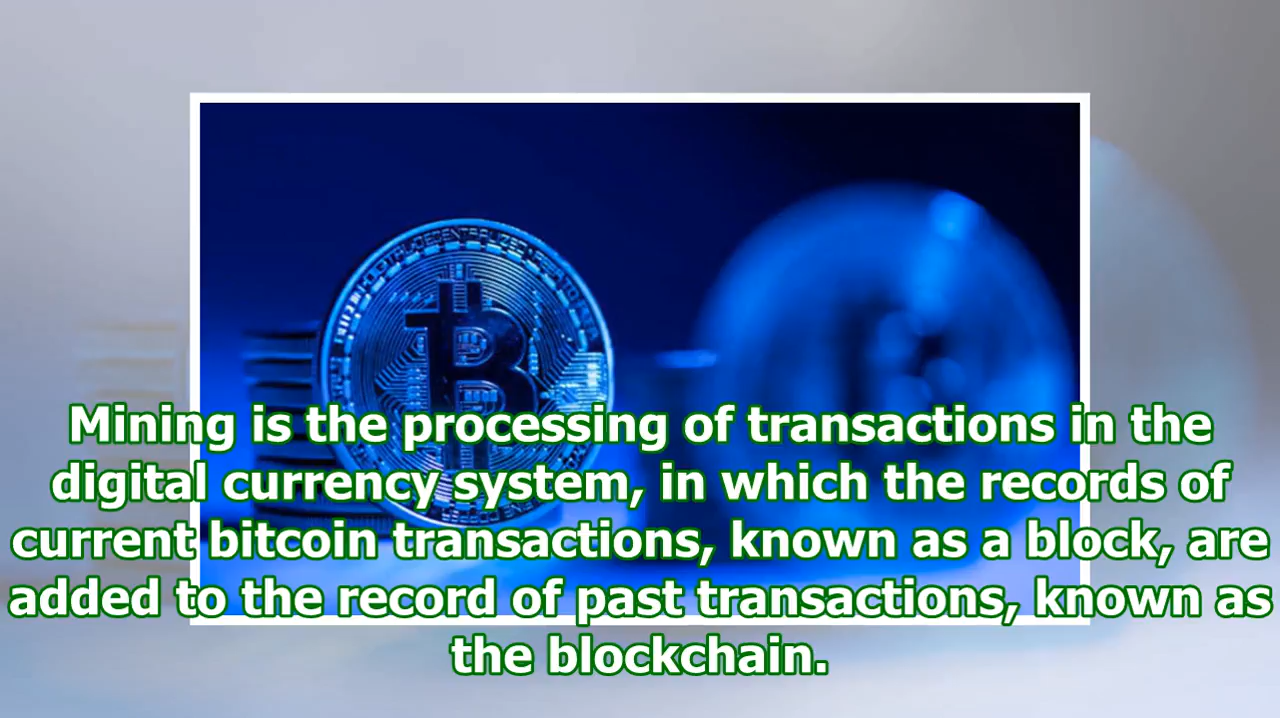 DECENTRALIZED
Mining is the processing of transactions in the
digital currency system, in which the records of
current bitcoin transactions, known as a block, are
added to the record of past transactions, known as
the blockchain.